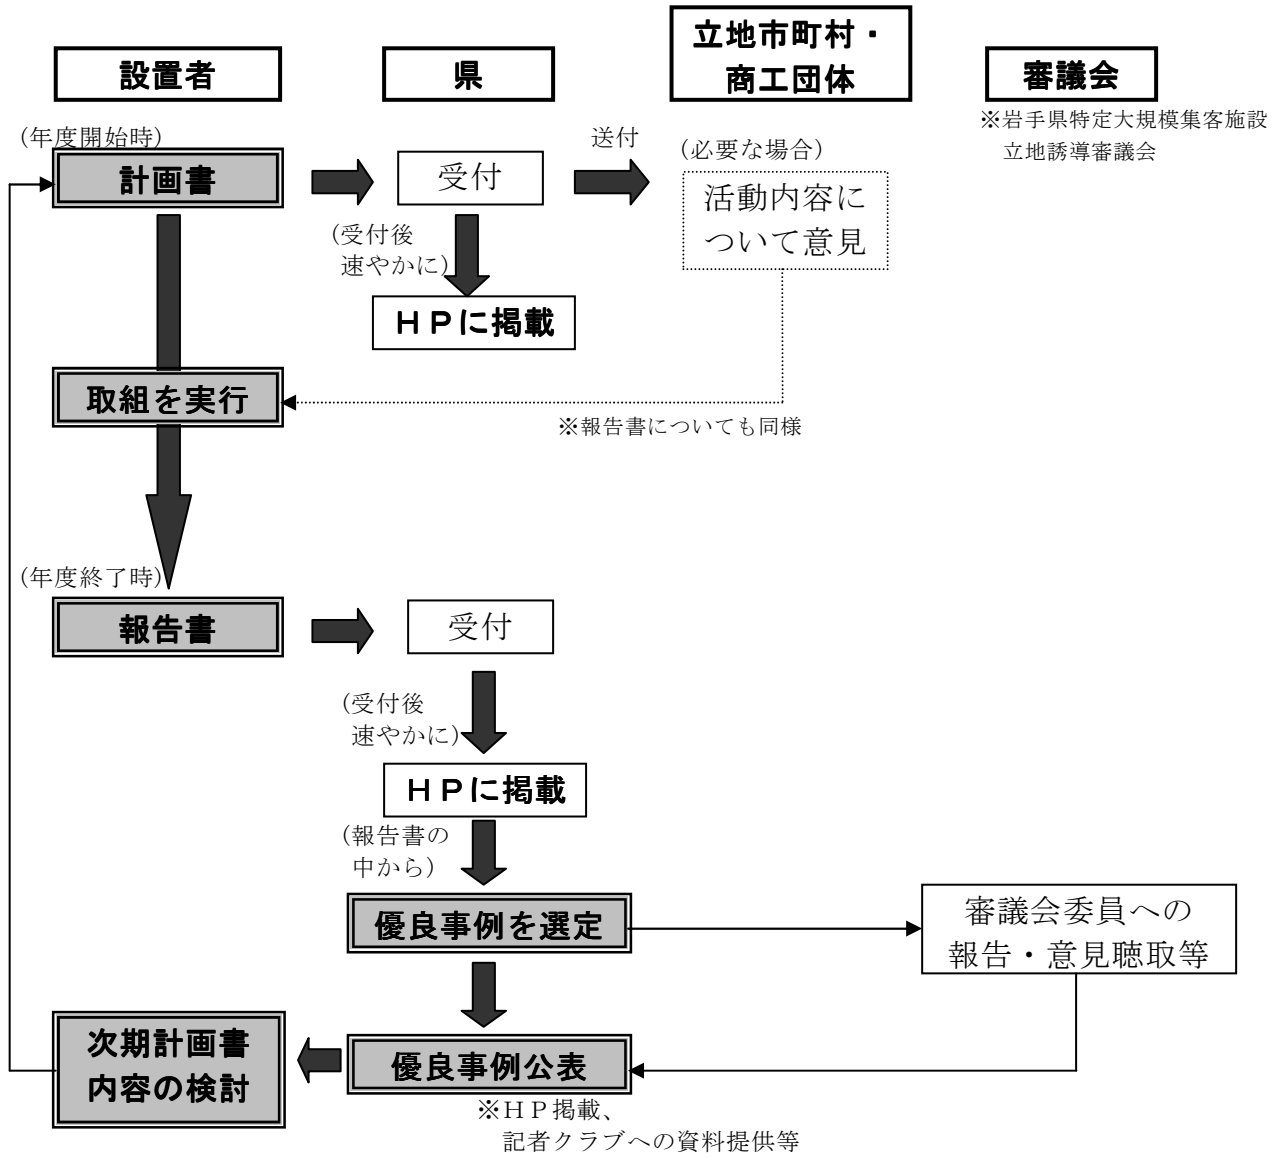 設置者
県
立地市町村・
商工団体
審議会
※岩手県特定大規模集客施設
立地誘導審議会
(年度開始時)
計画書
受付
送付
(必要な場合)
活動内容に
ついて意見
(受付後
速やかに)
ＨＰに掲載
取組を実行
※報告書についても同様
(年度終了時)
報告書
受付
(受付後
速やかに)
ＨＰに掲載
(報告書の
中から)
優良事例を選定
審議会委員への
報告・意見聴取等
次期計画書
内容の検討
優良事例公表
※ＨＰ掲載、
記者クラブへの資料提供等